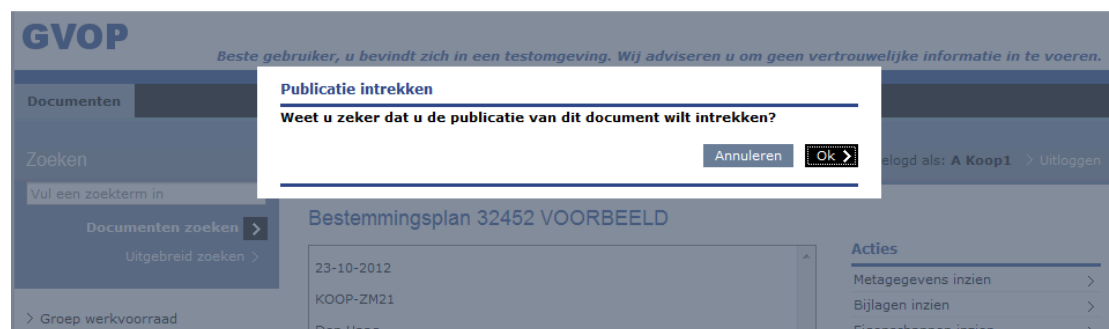 GVOP
Beste gebruiker, u bevindt zich in een testomgeving. Wij adviseren u om geen vertrouwelijke informatie in te voeren.
Publicatie intrekken
Documenten
Weet u zeker dat u de publicatie van dit document wilt intrekken?
Annuleren Ok >
Zoeken
elogd als: A Koop1 > Uitloggen
Vul een zoekterm in
Documenten zoeken >
Uitgebreid zoeken >
Bestemmingsplan 32452 VOORBEELD
Acties
23-10-2012
Metagegevens inzien >
KOOP-ZM21
Bijlagen inzien >
> Groep werkvoorraad